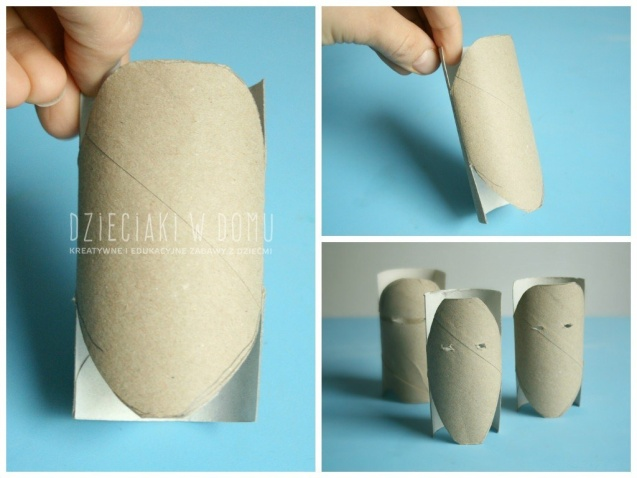 DZIECIAKI W DOMU
KREATYWNE I EDUKACYJNE ZABAWY Z DZIEĆMI